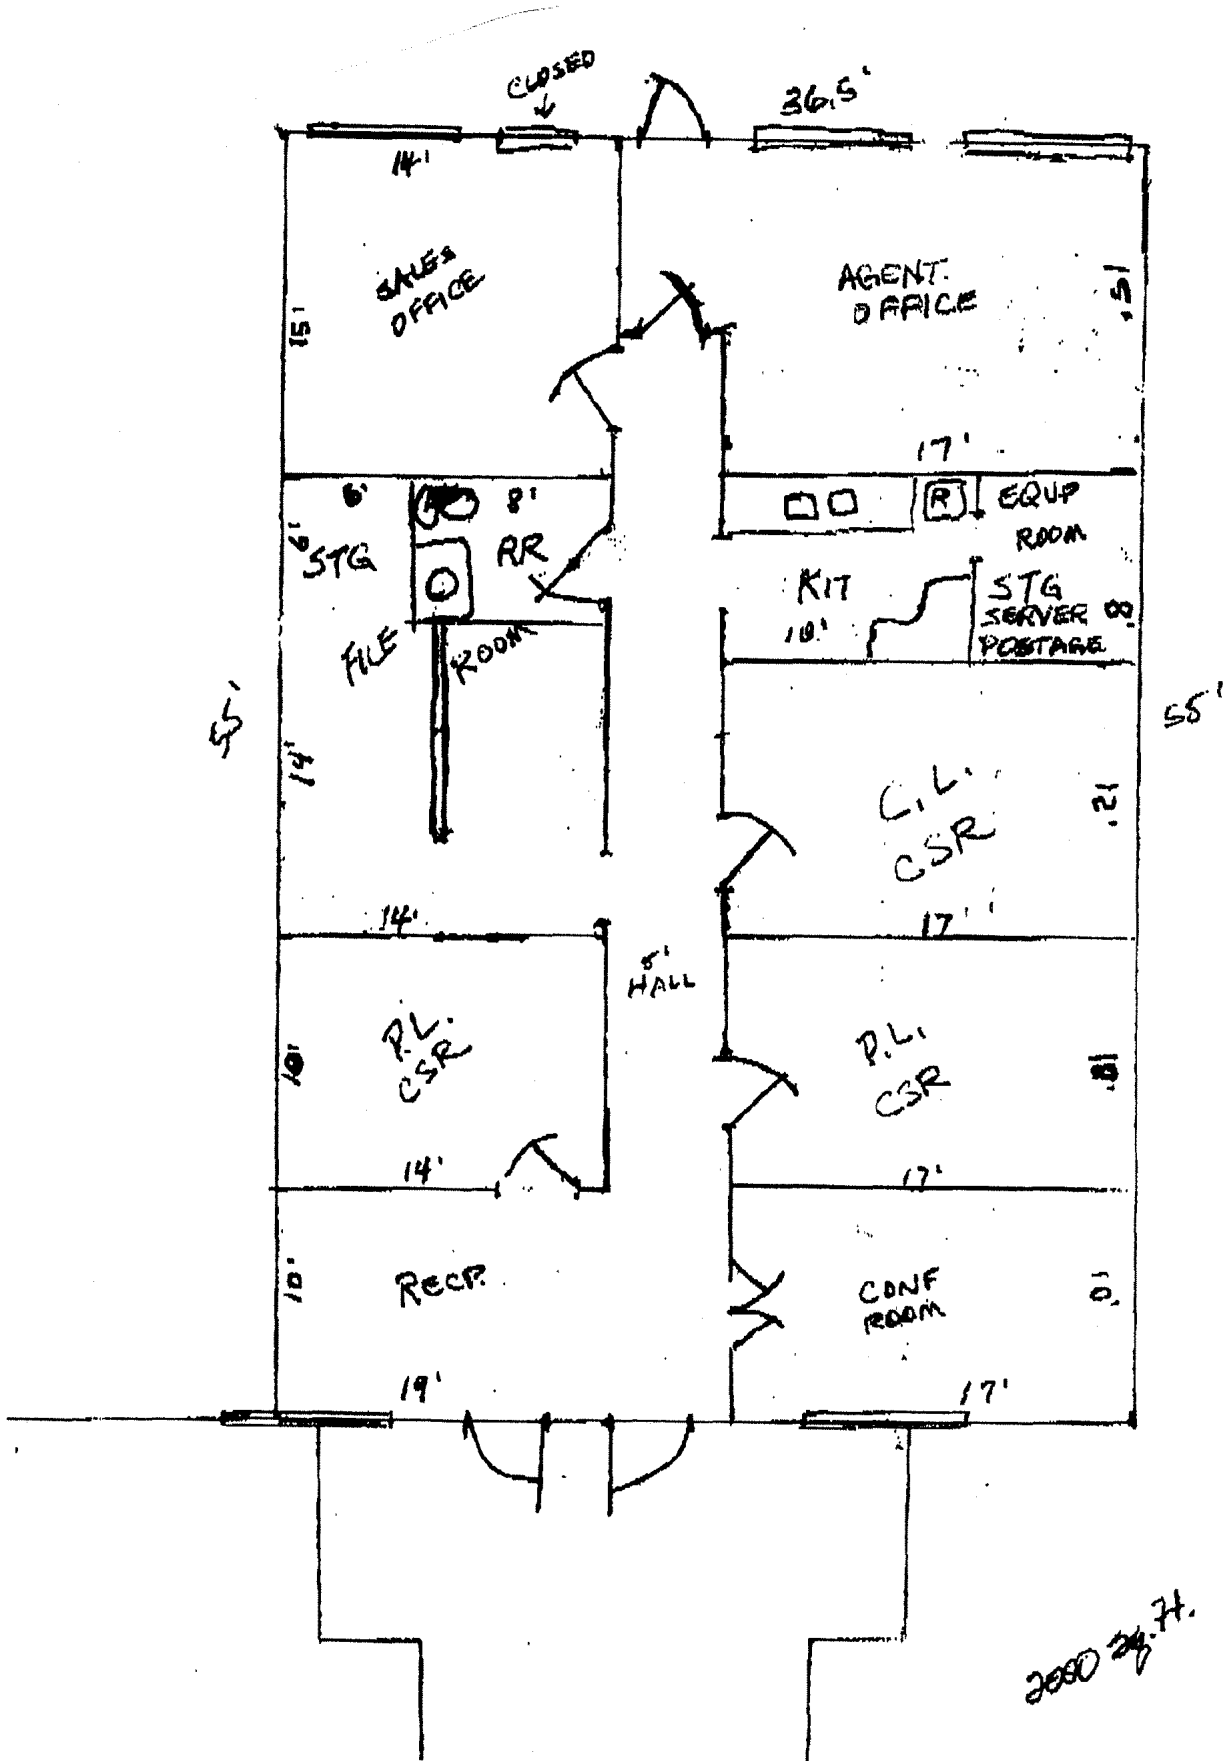 CLOSED
36.5'
14'
SALES
OFFICE
15'
AGENT.
OFFICE
15'
17'
6'
8'
6'
STG
RR
R
EQUP
ROOM
KIT
10'
STG
SERVER
POSTAGE
8'
FILE ROOM
55'
55'
14'
C.L.
CSR
12'
14'
17'
5'
HALL
P.L.
CSR
10'
P.L.
CSR
14'
17'
10'
RECP.
CONF
ROOM
10'
19'
17'
2000 sq. ft.